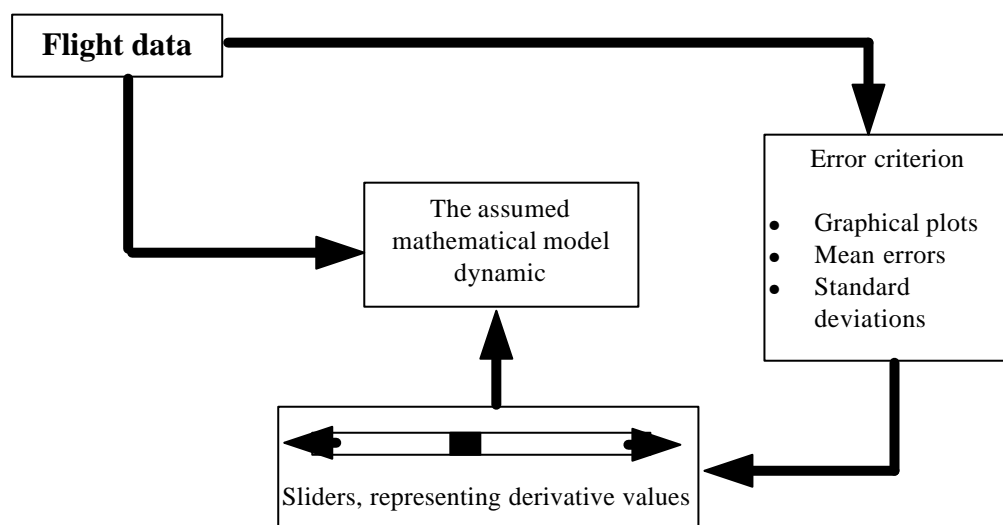 Flight data
Error criterion
• Graphical plots
• Mean errors
• Standard
deviations
The assumed
mathematical model
dynamic
Sliders, representing derivative values